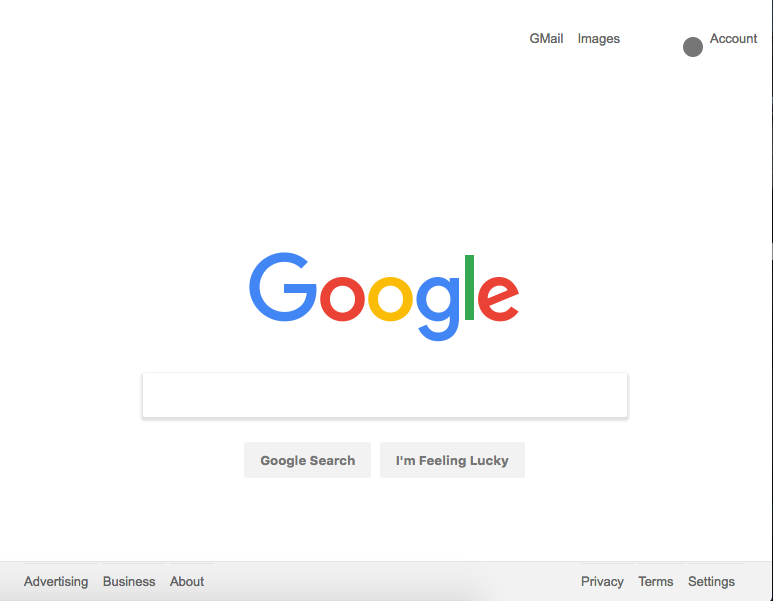 GMail Images Account
Google
Google Search I'm Feeling Lucky
Advertising Business About Privacy Terms Settings